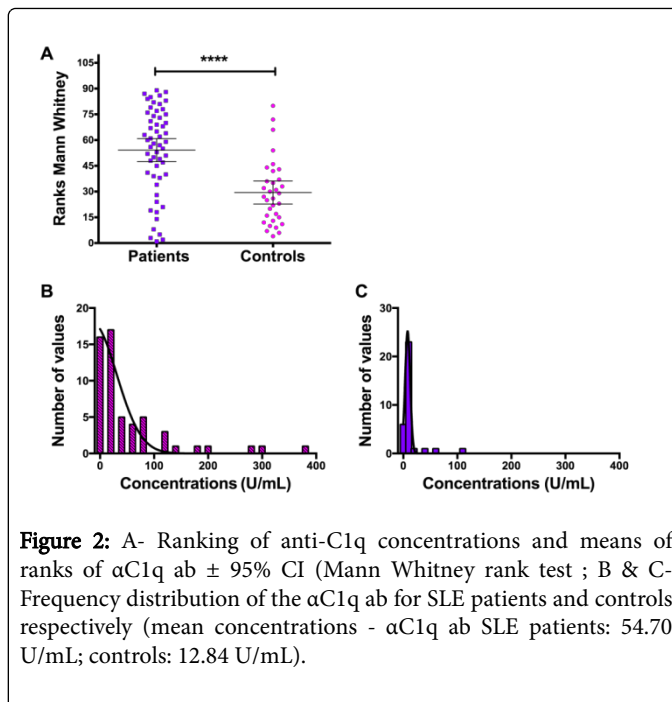 A
****
Ranks Mann Whitney
105
90
75
60
45
30
15
0
Patients
Controls
B
Number of values
20
15
10
5
0
0
100
200
300
400
Concentrations (U/mL)
C
Number of values
30
20
10
0
0
100
200
300
400
Concentrations (U/mL)
Figure 2: A- Ranking of anti-C1q concentrations and means of
ranks of αC1q ab ± 95% CI (Mann Whitney rank test ; B & C-
Frequency distribution of the αC1q ab for SLE patients and controls
respectively (mean concentrations - αC1q ab SLE patients: 54.70
U/mL; controls: 12.84 U/mL).